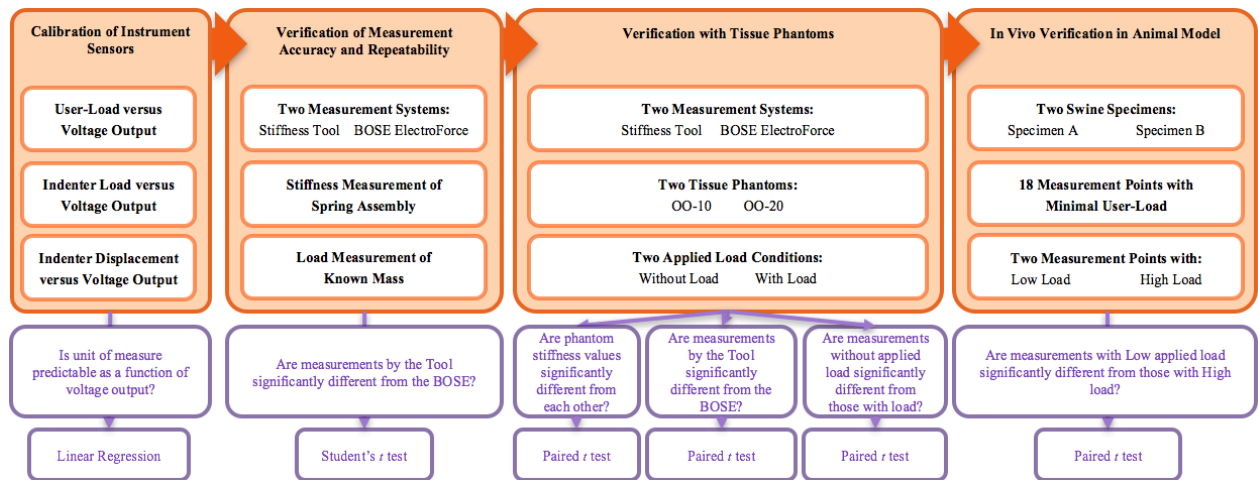 Calibration of Instrument
Sensors
User-Load versus
Voltage Output
Indenter Load versus
Voltage Output
Indenter Displacement
versus Voltage Output
Is unit of measure
predictable as a function of
voltage output?
Linear Regression
Verification of Measurement
Accuracy and Repeatability
Two Measurement Systems:
Stiffness Tool BOSE ElectroForce
Stiffness Measurement of
Spring Assembly
Load Measurement of
Known Mass
Are measurements by the Tool
significantly different from the BOSE?
Student's t test
Verification with Tissue Phantoms
Two Measurement Systems:
Stiffness Tool BOSE ElectroForce
Two Tissue Phantoms:
OO-10 OO-20
Two Applied Load Conditions:
Without Load With Load
Are phantom
stiffness values
significantly
different from
each other?
Paired t test
Are measurements
by the Tool
significantly
different from the
BOSE?
Paired t test
Are measurements
without applied
load significantly
different from
those with load?
Paired t test
In Vivo Verification in Animal Model
Two Swine Specimens:
Specimen A Specimen B
18 Measurement Points with
Minimal User-Load
Two Measurement Points with:
Low Load High Load
Are measurements with Low applied load
significantly different from those with High
load?
Paired t test